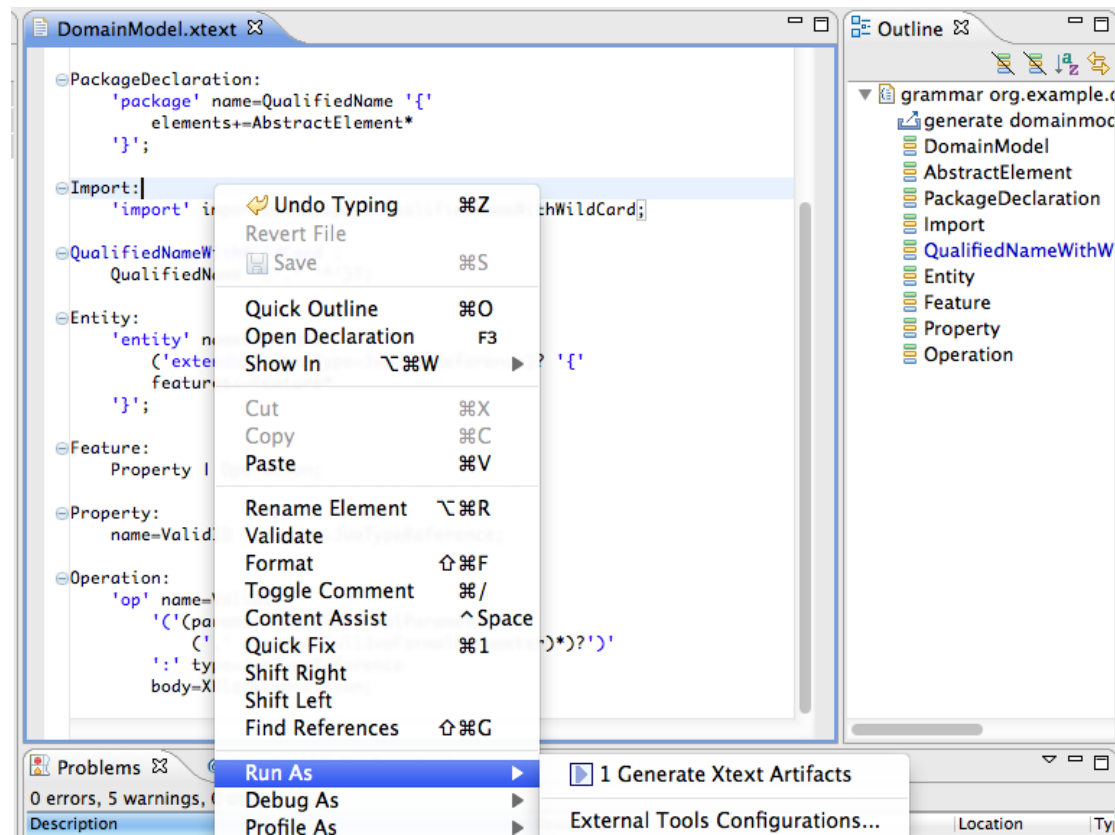 DomainModel.xtext
PackageDeclaration:
'package' name=QualifiedName '{'
elements+=AbstractElement*
'}';
Import:
'import' hWildCard;
QualifiedNameW
QualifiedN
Entity:
'entity'
('exte ? '{'
featur
'}';
Feature:
Property |
Property:
name=Valid
Operation:
'op' name=
'('(pa
(' )*)?')'
':' ty
body=X
Undo Typing ⌘Z
Revert File
Save ⌘S
Quick Outline ⌘O
Open Declaration F3
Show In ⌥⌘W
Cut ⌘X
Copy ⌘C
Paste ⌘V
Rename Element ⌥⌘R
Validate
Format ⇧⌘F
Toggle Comment ⌘/
Content Assist ^Space
Quick Fix ⌘1
Shift Right
Shift Left
Find References ⇧⌘G
Run As
Debug As
Profile As
1 Generate Xtext Artifacts
External Tools Configurations...
Outline
grammar org.example.
generate domainmod
DomainModel
AbstractElement
PackageDeclaration
Import
QualifiedNameWithW
Entity
Feature
Property
Operation
Problems
0 errors, 5 warnings,
Description Location Ty